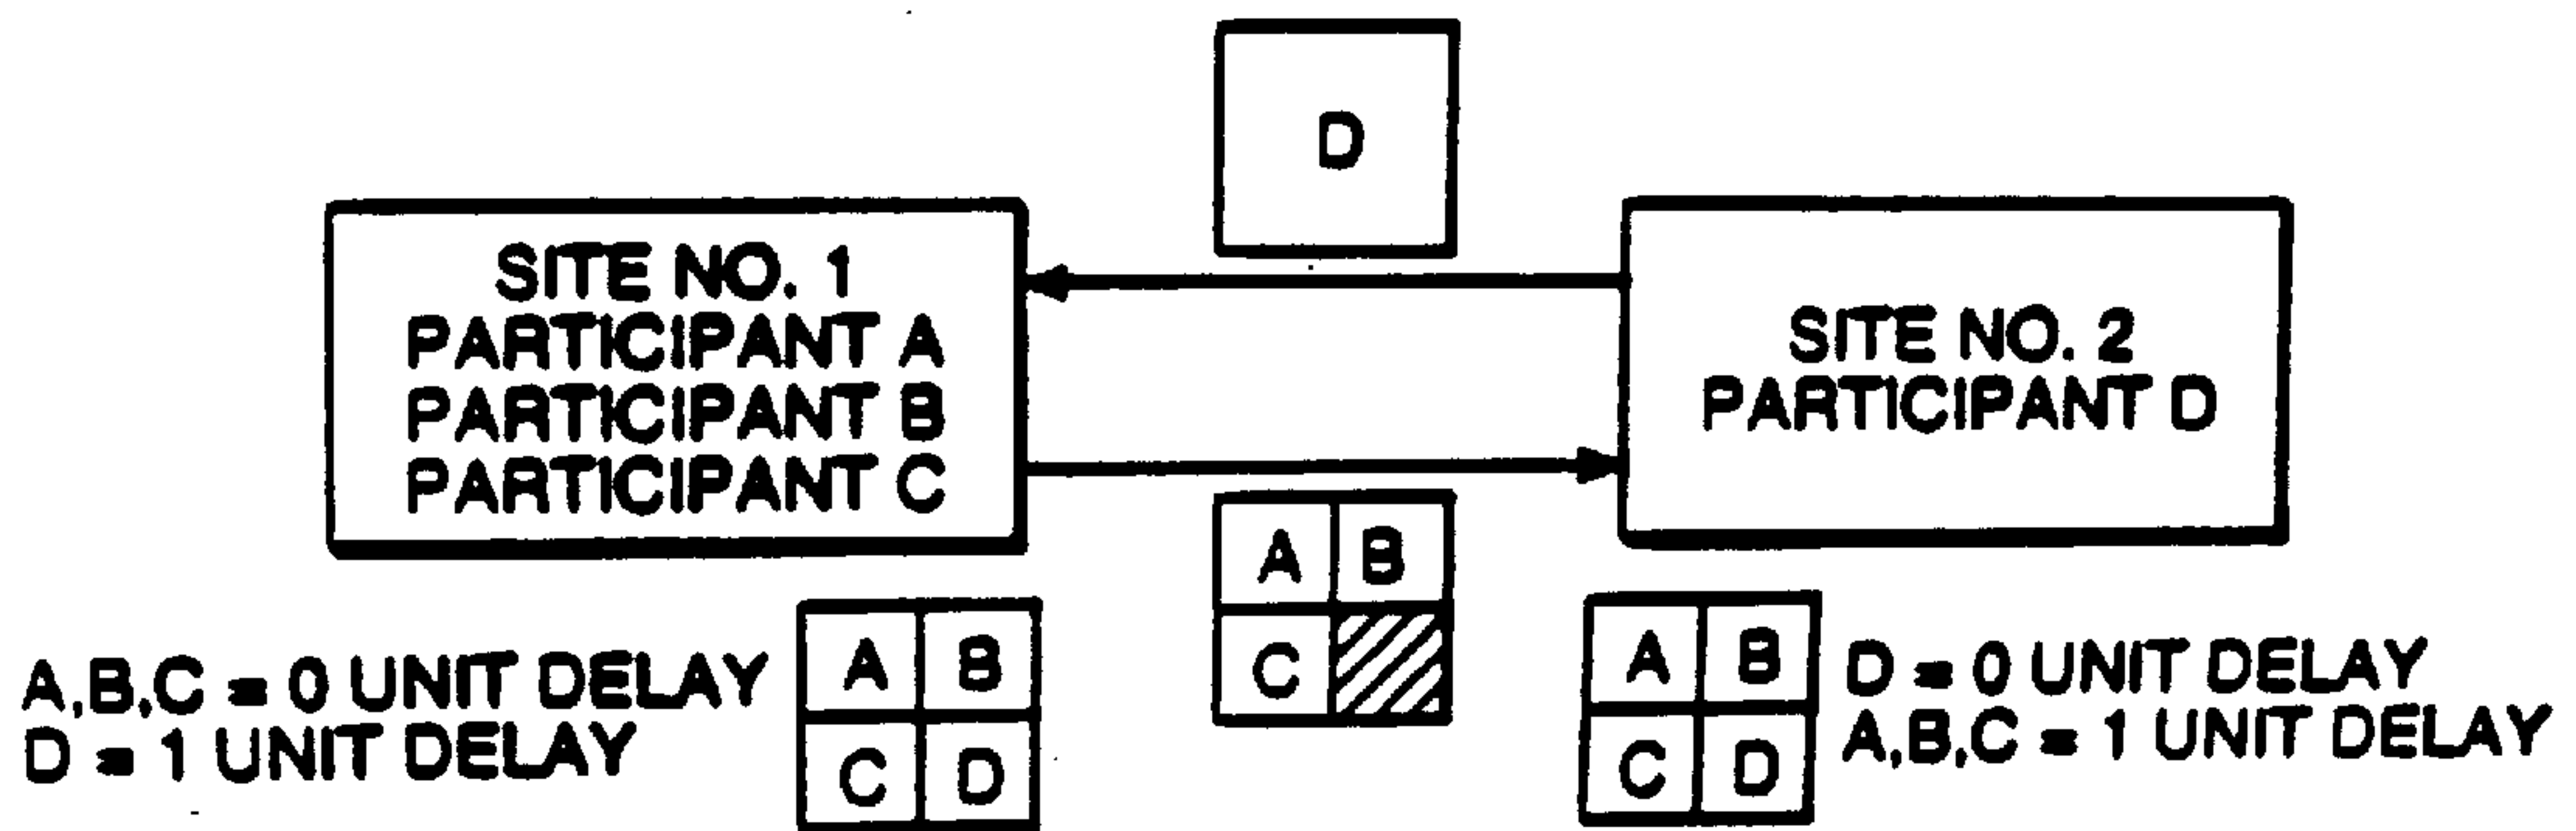 D
SITE NO. 1
PARTICIPANT A
PARTICIPANT B
PARTICIPANT C
SITE NO. 2
PARTICIPANT D
A B
C
A,B,C = 0 UNIT DELAY
D = 1 UNIT DELAY
A B
C D
A B
C D
D = 0 UNIT DELAY
A,B,C = 1 UNIT DELAY